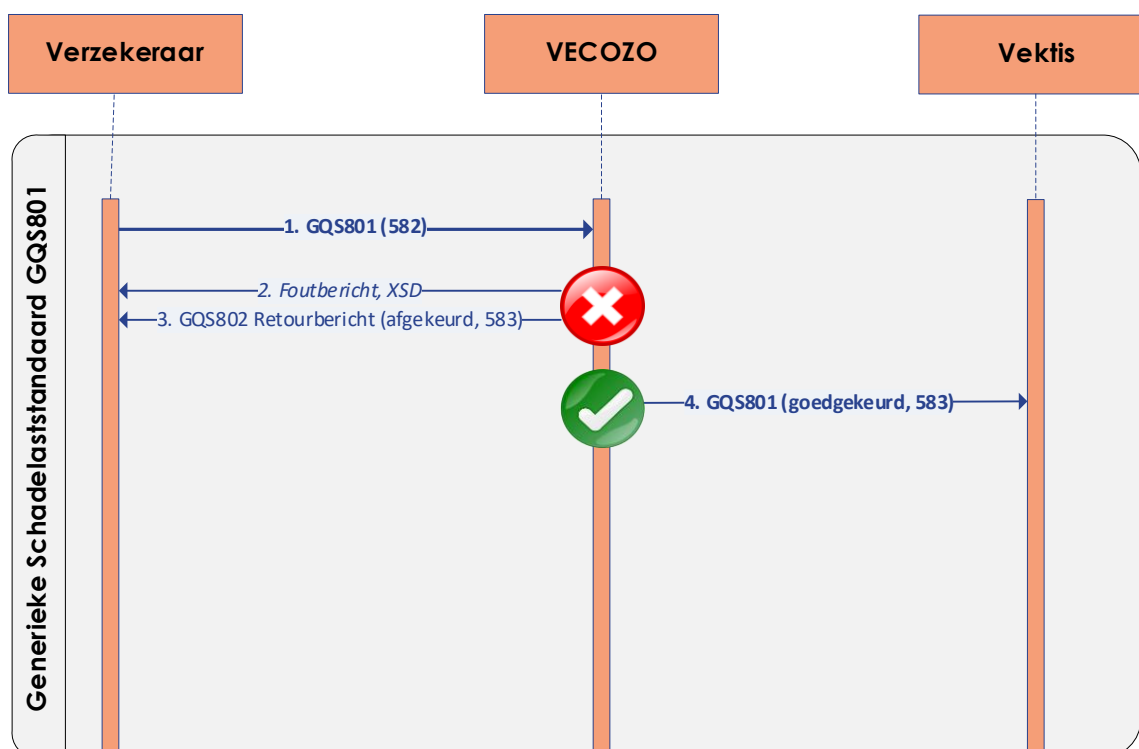 Verzekeraar
VECOZO
Vektis
Generieke Schadelaststandaard GQS801
1. GQS801 (582)
2. Foutbericht, XSD
3. GQS802 Retourbericht (afgekeurd, 583)
4. GQS801 (goedgekeurd, 583)